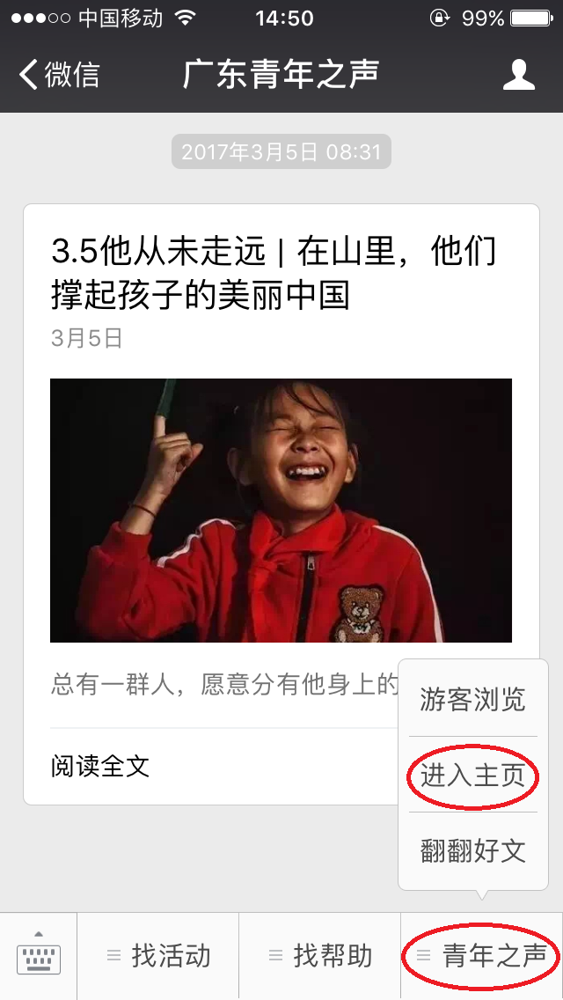 中国移动 14:50 99%
微信 广东青年之声
2017年3月5日 08:31
3.5他从未走远 | 在山里，他们
撑起孩子的美丽中国
3月5日
总有一群人，愿意分有他身上的
阅读全文
游客浏览
进入主页
翻翻好文
找活动 找帮助 青年之声